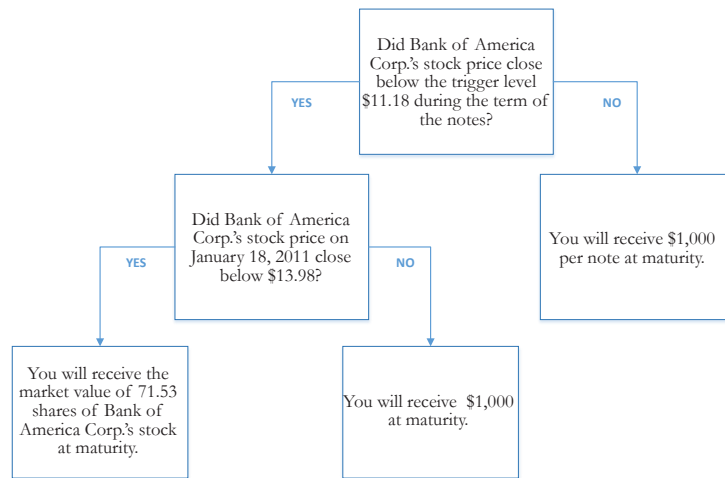 Did Bank of America
Corp.'s stock price close
below the trigger level
$11.18 during the term of
the notes?
YES
NO
Did Bank of America
Corp.'s stock price on
January 18, 2011 close
below $13.98?
You will receive $1,000
per note at maturity.
YES
NO
You will receive the
market value of 71.53
shares of Bank of
America Corp.'s stock
at maturity.
You will receive $1,000
at maturity.